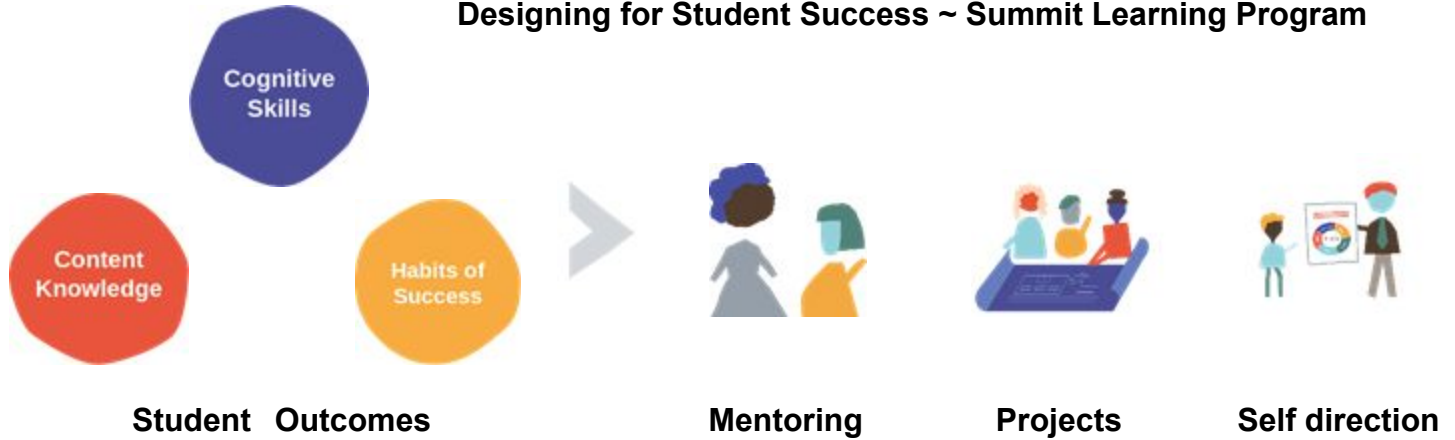 Designing for Student Success ~ Summit Learning Program
Cognitive
Skills
Content
Knowledge
Habits of
Success
Student Outcomes
Mentoring
Projects
Self direction